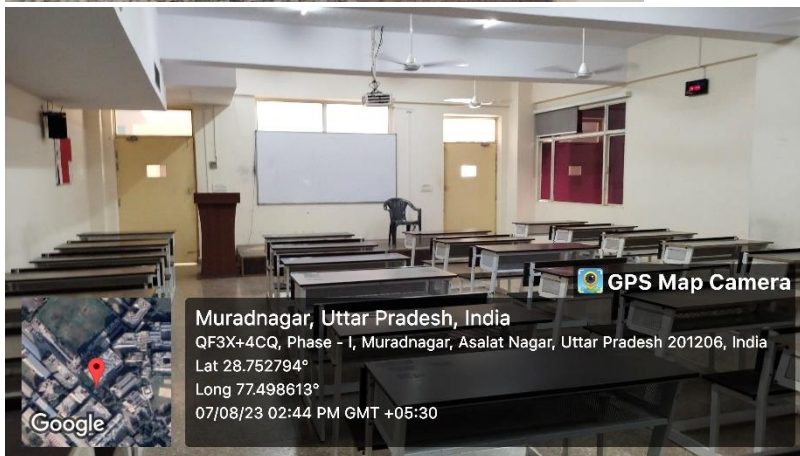 GPS Map Camera
Muradnagar, Uttar Pradesh, India
QF3X+4CQ, Phase - I, Muradnagar, Asalat Nagar, Uttar Pradesh 201206, India
Lat 28.752794°
Long 77.498613°
07/08/23 02:44 PM GMT +05:30
Google